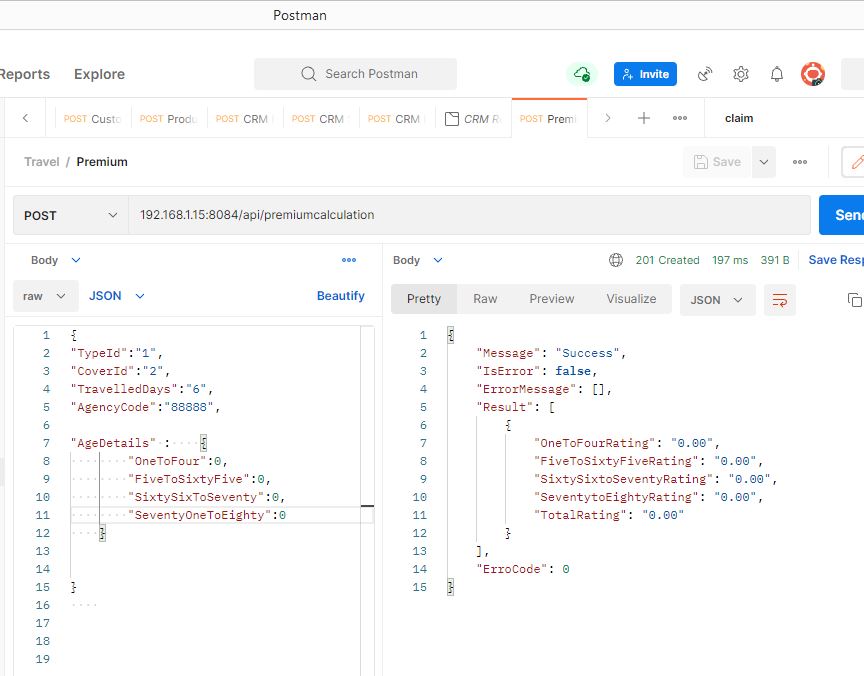 Postman
Reports Explore Search Postman Invite
POST Custo POST Produ POST CRM POST CRM POST CRM CRM R POST Premi claim
Travel / Premium Save
POST 192.168.1.15:8084/api/premiumcalculation Send
Body Body 201 Created 197 ms 391 B Save Resp
raw JSON Beautify Pretty Raw Preview Visualize JSON
1 {
2 "TypeId":"1",
3 "CoverId":"2",
4 "TravelledDays":"6",
5 "AgencyCode":"88888",
6
7 "AgeDetails" : {
8 "OneToFour":0,
9 "FiveToSixtyFive":0,
10 "SixtySixToSeventy":0,
11 "SeventyOneToEighty":0
12 }
13
14
15 }
16
17
18
19
1 {
2 "Message": "Success",
3 "IsError": false,
4 "ErrorMessage": [],
5 "Result": [
6 {
7 "OneToFourRating": "0.00",
8 "FiveToSixtyFiveRating": "0.00",
9 "SixtySixtoSeventyRating": "0.00",
10 "SeventytoEightyRating": "0.00",
11 "TotalRating": "0.00"
12 }
13 ],
14 "ErroCode": 0
15 }